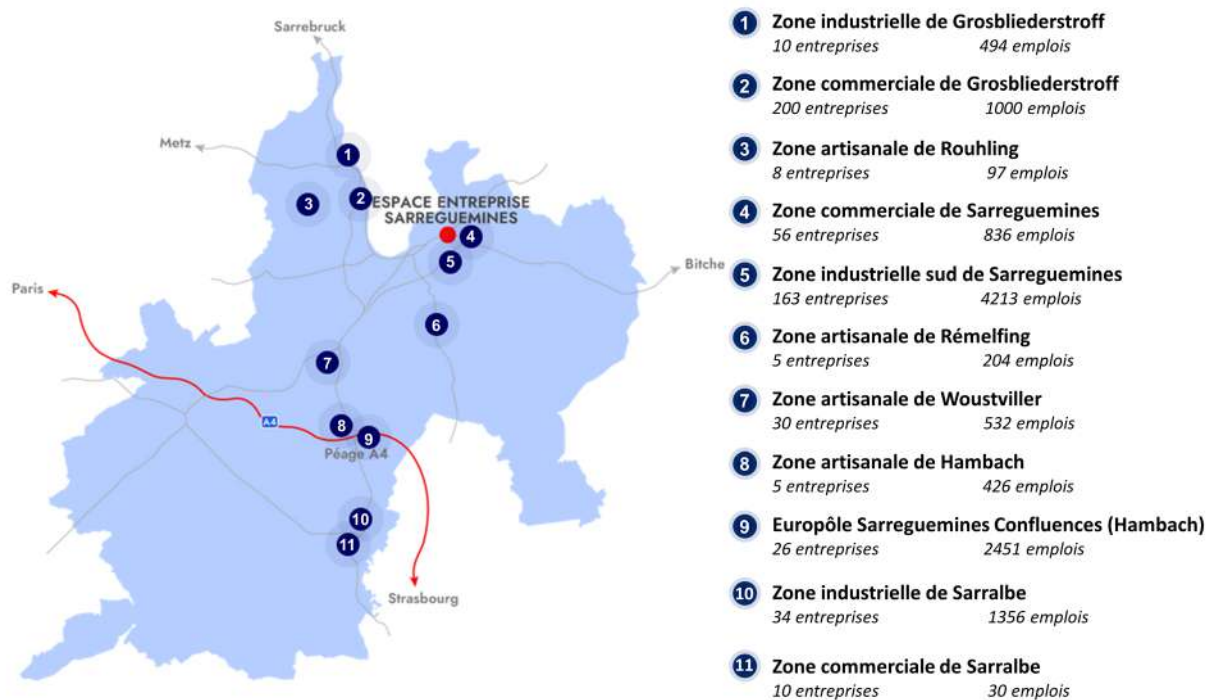 Sarrebruck
Metz
1
2
3
ESPACE ENTREPRISE
SARREGUEMINES
4
5
Bitche
Paris
6
7
A4
8
9
Péage A4
10
11
Strasbourg
1 Zone industrielle de Grosbliederstroff
10 entreprises 494 emplois
2 Zone commerciale de Grosbliederstroff
200 entreprises 1000 emplois
3 Zone artisanale de Rouhling
8 entreprises 97 emplois
4 Zone commerciale de Sarreguemines
56 entreprises 836 emplois
5 Zone industrielle sud de Sarreguemines
163 entreprises 4213 emplois
6 Zone artisanale de Rémelfing
5 entreprises 204 emplois
7 Zone artisanale de Woustviller
30 entreprises 532 emplois
8 Zone artisanale de Hambach
5 entreprises 426 emplois
9 Europôle Sarreguemines Confluences (Hambach)
26 entreprises 2451 emplois
10 Zone industrielle de Sarralbe
34 entreprises 1356 emplois
11 Zone commerciale de Sarralbe
10 entreprises 30 emplois